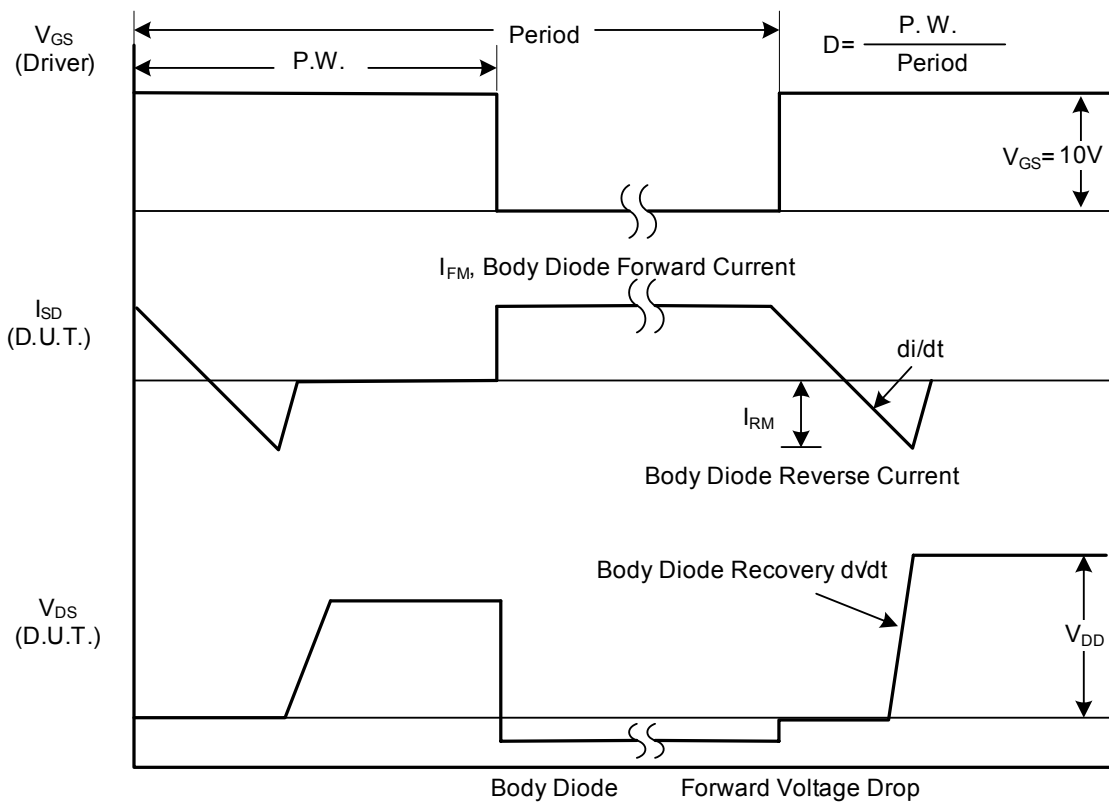 VGS
(Driver)
Period
P.W.
D= P. W.
Period
VGS= 10V
IFM, Body Diode Forward Current
ISD
(D.U.T.)
di/dt
IRM
Body Diode Reverse Current
Body Diode Recovery dv/dt
VDS
(D.U.T.)
VDD
Body Diode Forward Voltage Drop